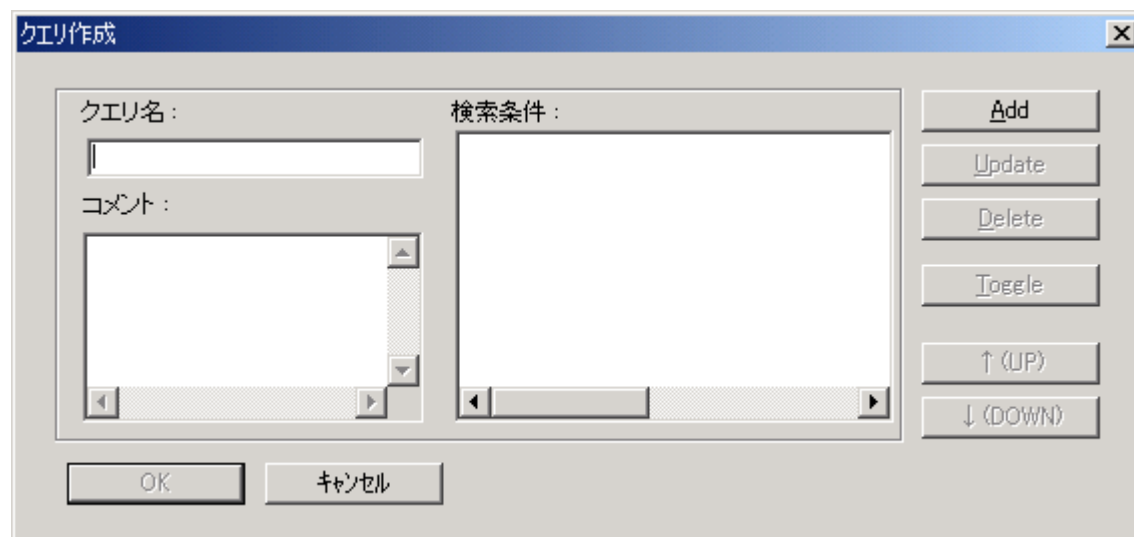 クエリ作成
クエリ名：
検索条件：
コメント：
Add
Update
Delete
Toggle
↑(UP)
↓(DOWN)
OK
ｷｬﾝｾﾙ